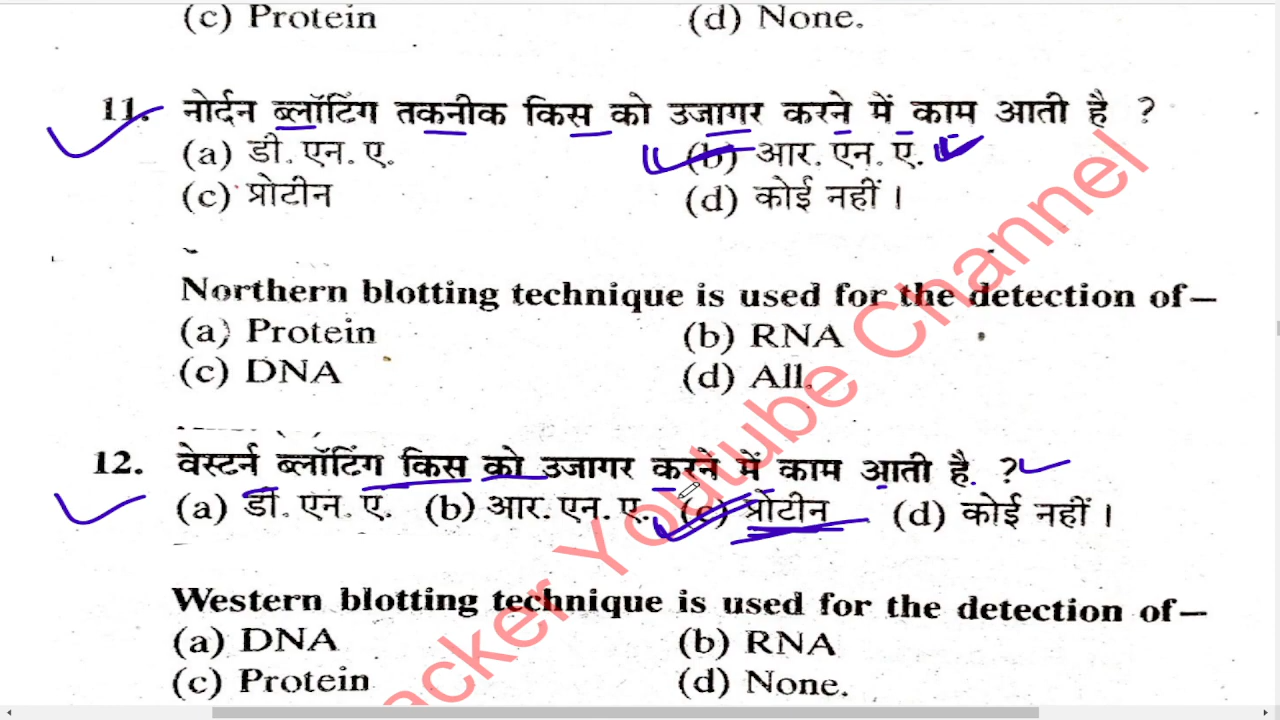 (c) Protein (d) None.
11. नोर्दन ब्लॉटिंग तकनीक किस को उजागर करने में काम आती है ?
(a) डी. एन. ए. (b) आर. एन. ए.
(c) प्रोटीन (d) कोई नहीं ।
Northern blotting technique is used for the detection of—
(a) Protein (b) RNA
(c) DNA (d) All.
12. वेस्टर्न ब्लॉटिंग किस को उजागर करने में काम आती है. ?
(a) डी. एन. ए. (b) आर. एन. ए. (c) प्रोटीन (d) कोई नहीं ।
Western blotting technique is used for the detection of—
(a) DNA (b) RNA
(c) Protein (d) None.
acker Youtube Channel